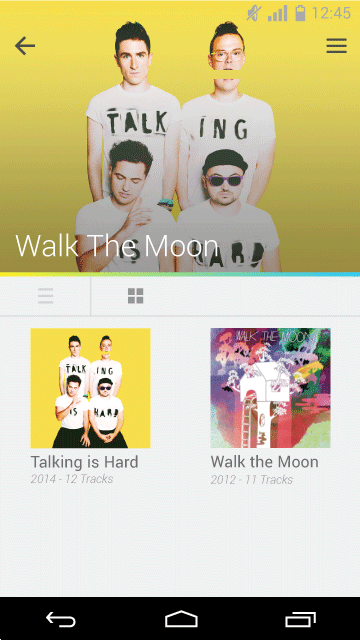 12:45
TALK ING
IS HARD
Walk The Moon
TALK ING
IS HARD
WALK THE MOON
Talking is Hard
2014 - 12 Tracks
Walk the Moon
2012 - 11 Tracks